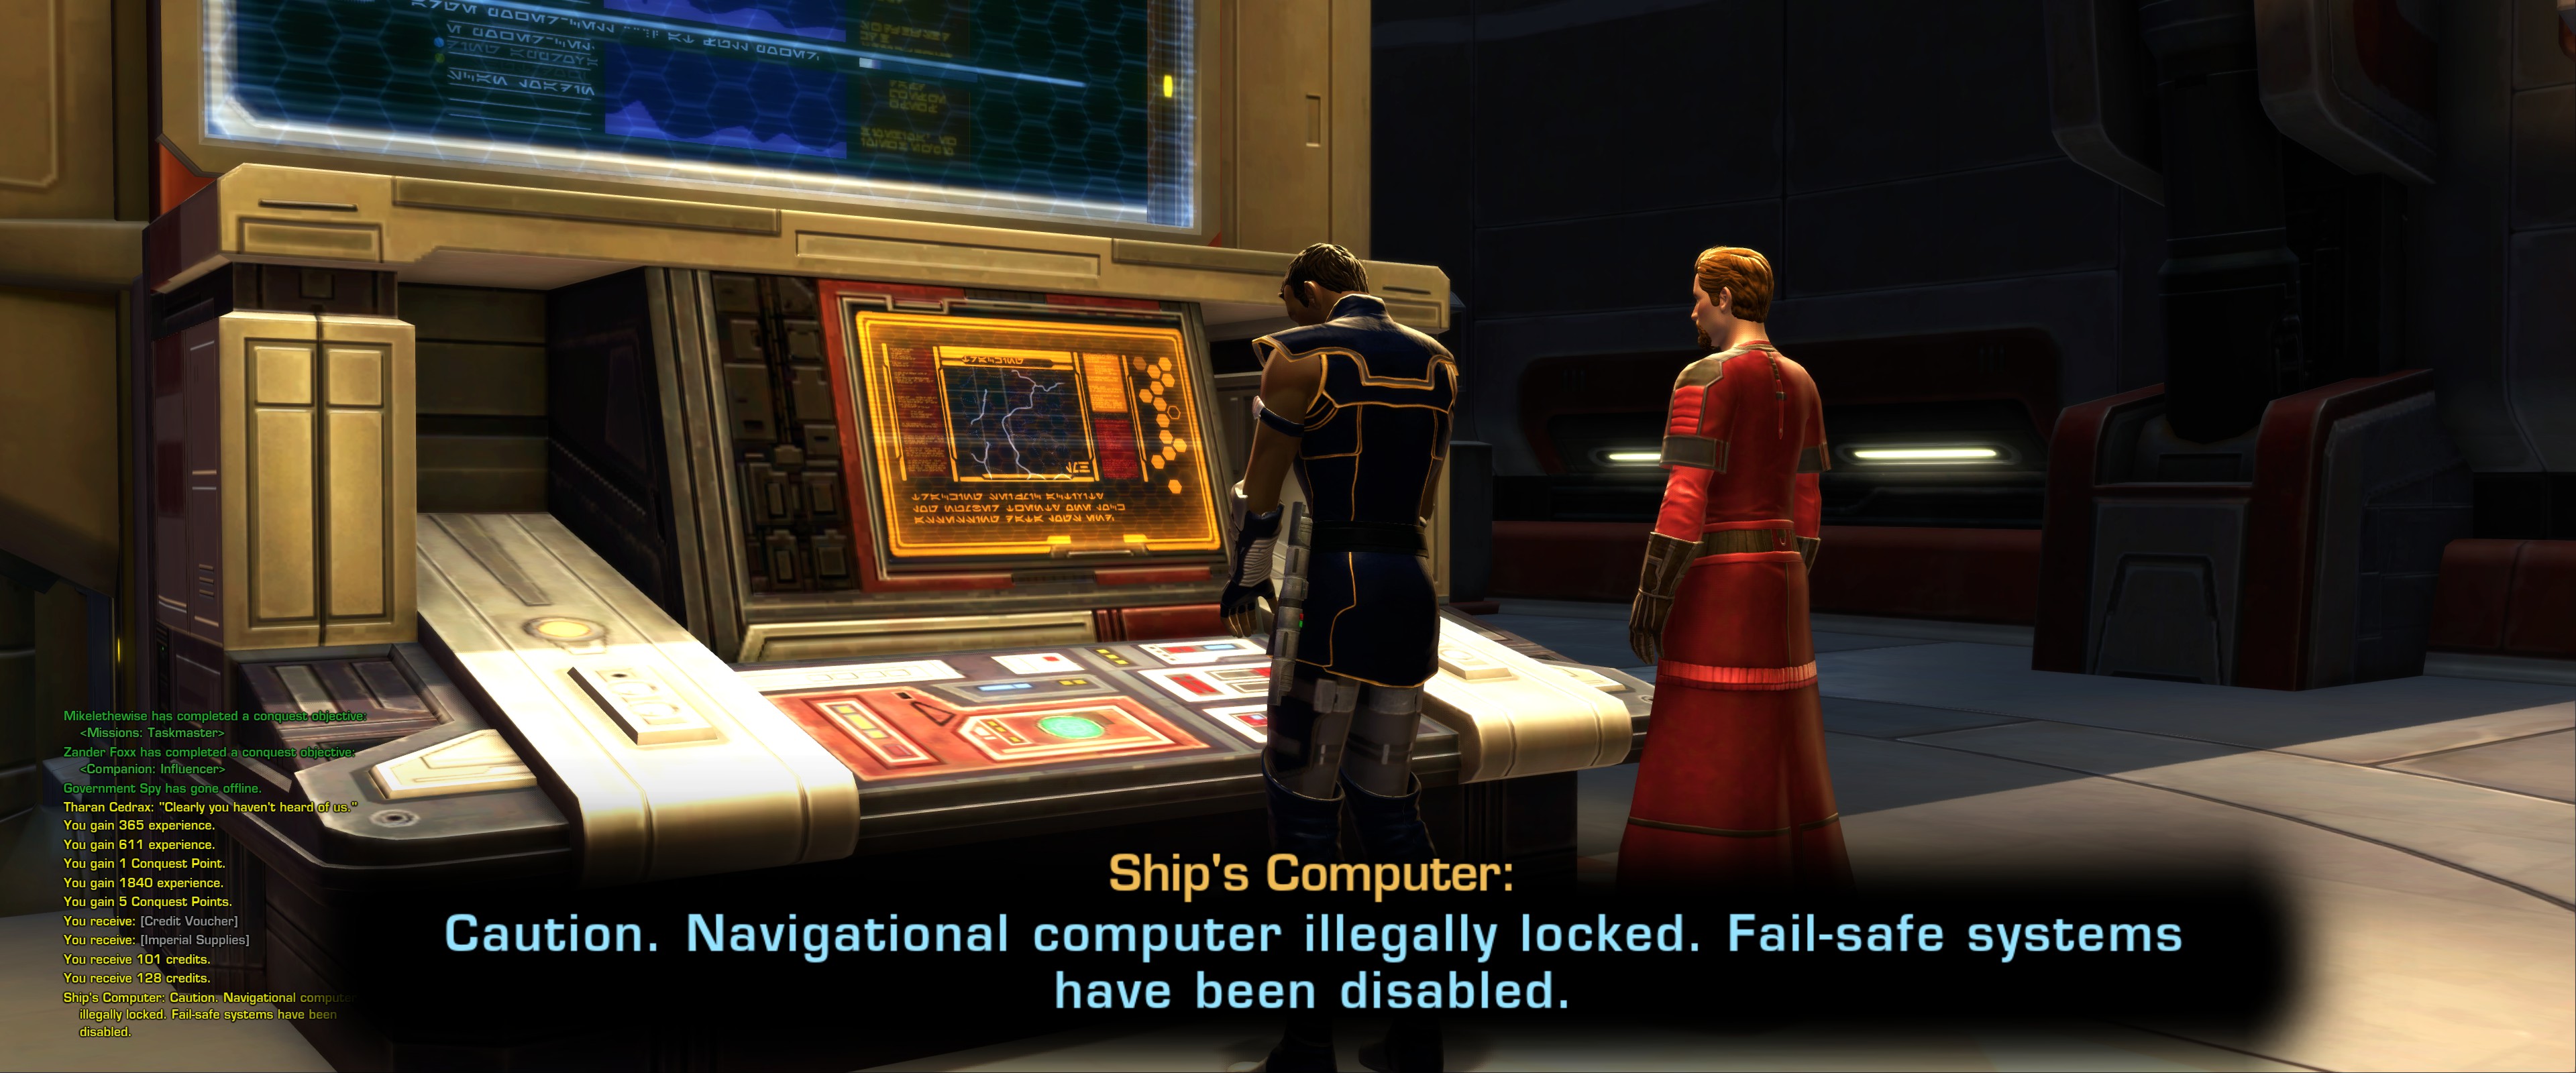 Mikelethewise has completed a conquest objective:
<Missions: Taskmaster>
Zander Foxx has completed a conquest objective:
<Companion: Influencer>
Government Spy has gone offline.
Tharan Cedrax: "Clearly you haven't heard of us."
You gain 365 experience.
You gain 611 experience.
You gain 1 Conquest Point.
You gain 1840 experience.
You gain 5 Conquest Points.
You receive: [Credit Voucher]
You receive: [Imperial Supplies]
You receive 101 credits.
You receive 128 credits.
Ship's Computer: Caution. Navigational computer
illegally locked. Fail-safe systems have been
disabled.
Ship's Computer:
Caution. Navigational computer illegally locked. Fail-safe systems
have been disabled.